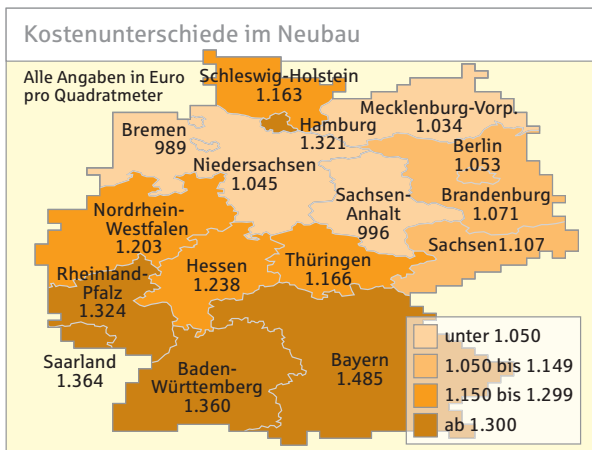 Kostenunterschiede im Neubau
Alle Angaben in Euro
pro Quadratmeter
Schleswig-Holstein
1.163
Mecklenburg-Vorp.
1.034
Hamburg
1.321
Bremen
989
Niedersachsen
1.045
Berlin
1.053
Sachsen-
Anhalt
996
Brandenburg
1.071
Nordrhein-
Westfalen
1.203
Sachsen1.107
Hessen
1.238
Thüringen
1.166
Rheinland-
Pfalz
1.324
Saarland
1.364
Baden-
Württemberg
1.360
Bayern
1.485
unter 1.050
1.050 bis 1.149
1.150 bis 1.299
ab 1.300